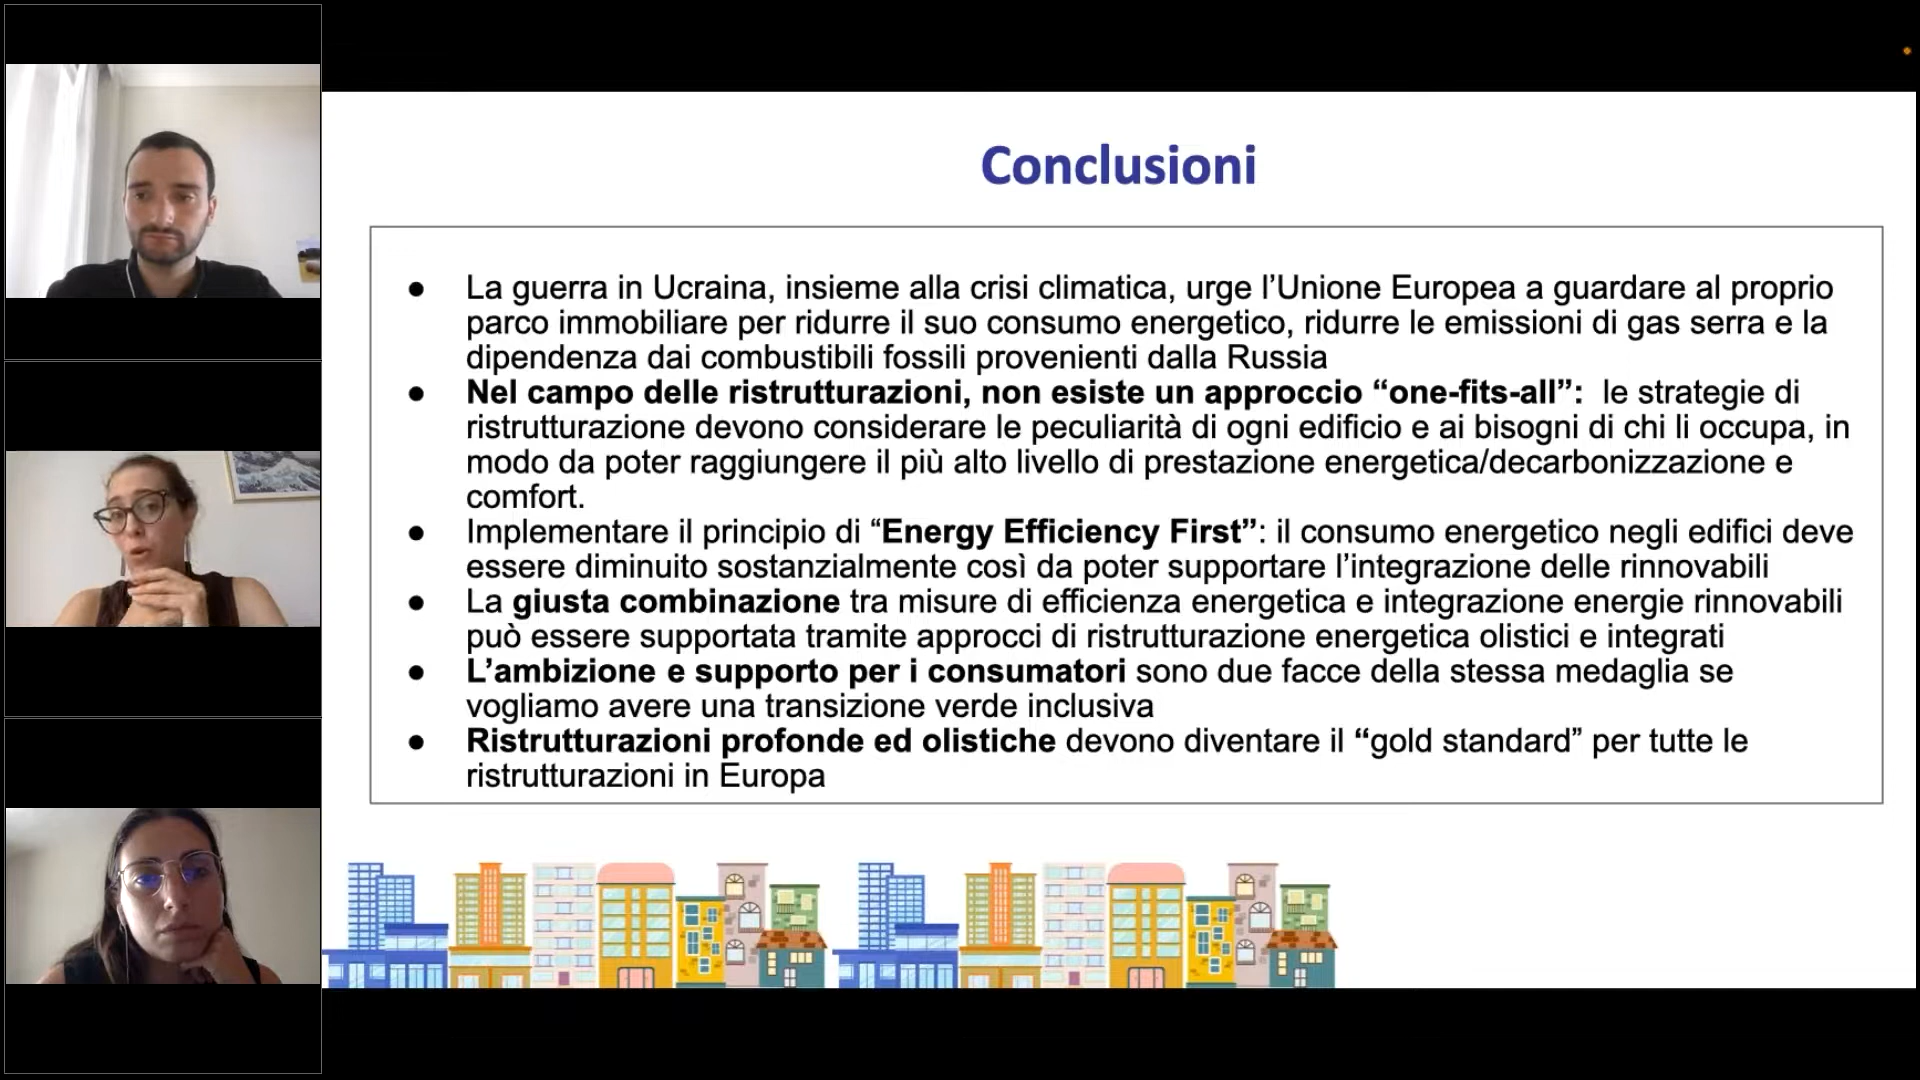 Conclusioni
● La guerra in Ucraina, insieme alla crisi climatica, urge l’Unione Europea a guardare al proprio
parco immobiliare per ridurre il suo consumo energetico, ridurre le emissioni di gas serra e la
dipendenza dai combustibili fossili provenienti dalla Russia
● Nel campo delle ristrutturazioni, non esiste un approccio “one-fits-all”: le strategie di
ristrutturazione devono considerare le peculiarità di ogni edificio e ai bisogni di chi li occupa, in
modo da poter raggiungere il più alto livello di prestazione energetica/decarbonizzazione e
comfort.
● Implementare il principio di “Energy Efficiency First”: il consumo energetico negli edifici deve
essere diminuito sostanzialmente così da poter supportare l’integrazione delle rinnovabili
● La giusta combinazione tra misure di efficienza energetica e integrazione energie rinnovabili
può essere supportata tramite approcci di ristrutturazione energetica olistici e integrati
● L’ambizione e supporto per i consumatori sono due facce della stessa medaglia se
vogliamo avere una transizione verde inclusiva
● Ristrutturazioni profonde ed olistiche devono diventare il “gold standard” per tutte le
ristrutturazioni in Europa